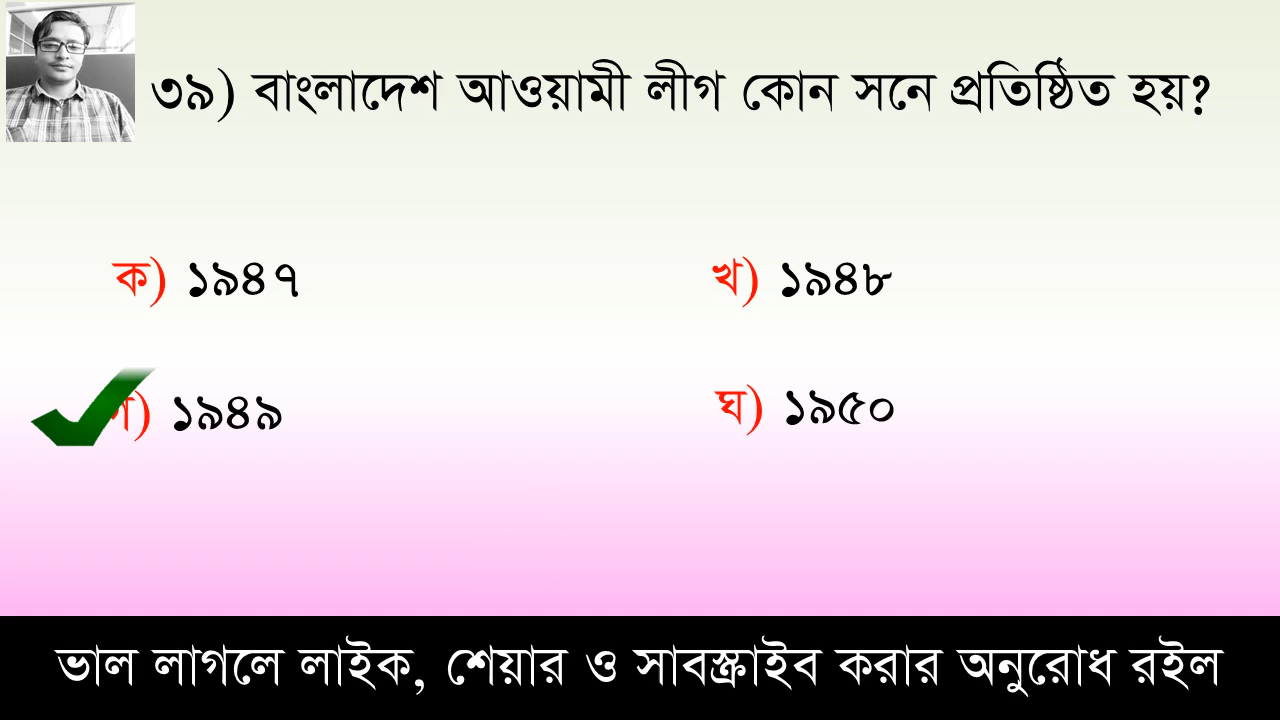 ৩৯) বাংলাদেশ আওয়ামী লীগ কোন সনে প্রতিষ্ঠিত হয়?
ক) ১৯৪৭
খ) ১৯৪৮
গ) ১৯৪৯
ঘ) ১৯৫০
ভাল লাগলে লাইক, শেয়ার ও সাবস্ক্রাইব করার অনুরোধ রইল